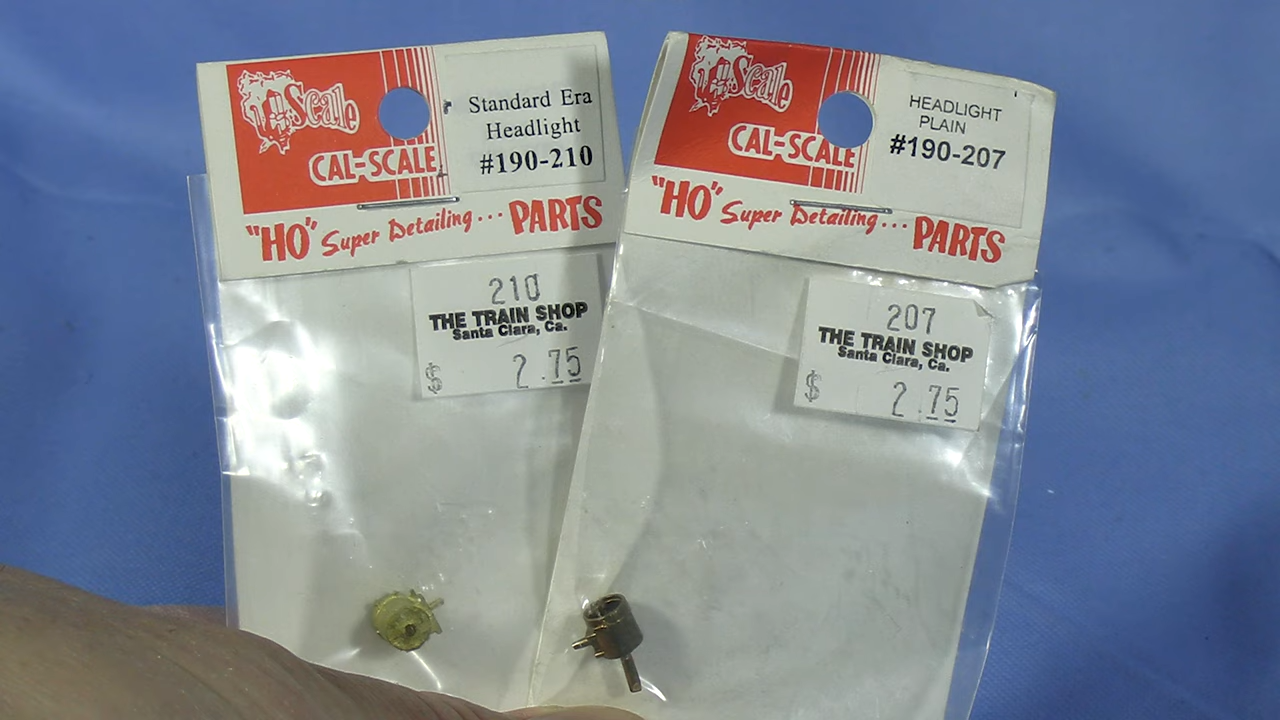 Scale
CAL-SCALE
Standard Era
Headlight
#190-210
"HO" Super Detailing... PARTS
210
THE TRAIN SHOP
Santa Clara, Ca.
$ 2.75
Scale
CAL-SCALE
HEADLIGHT
PLAIN
#190-207
"HO" Super Detailing... PARTS
207
THE TRAIN SHOP
Santa Clara, Ca.
$ 2.75